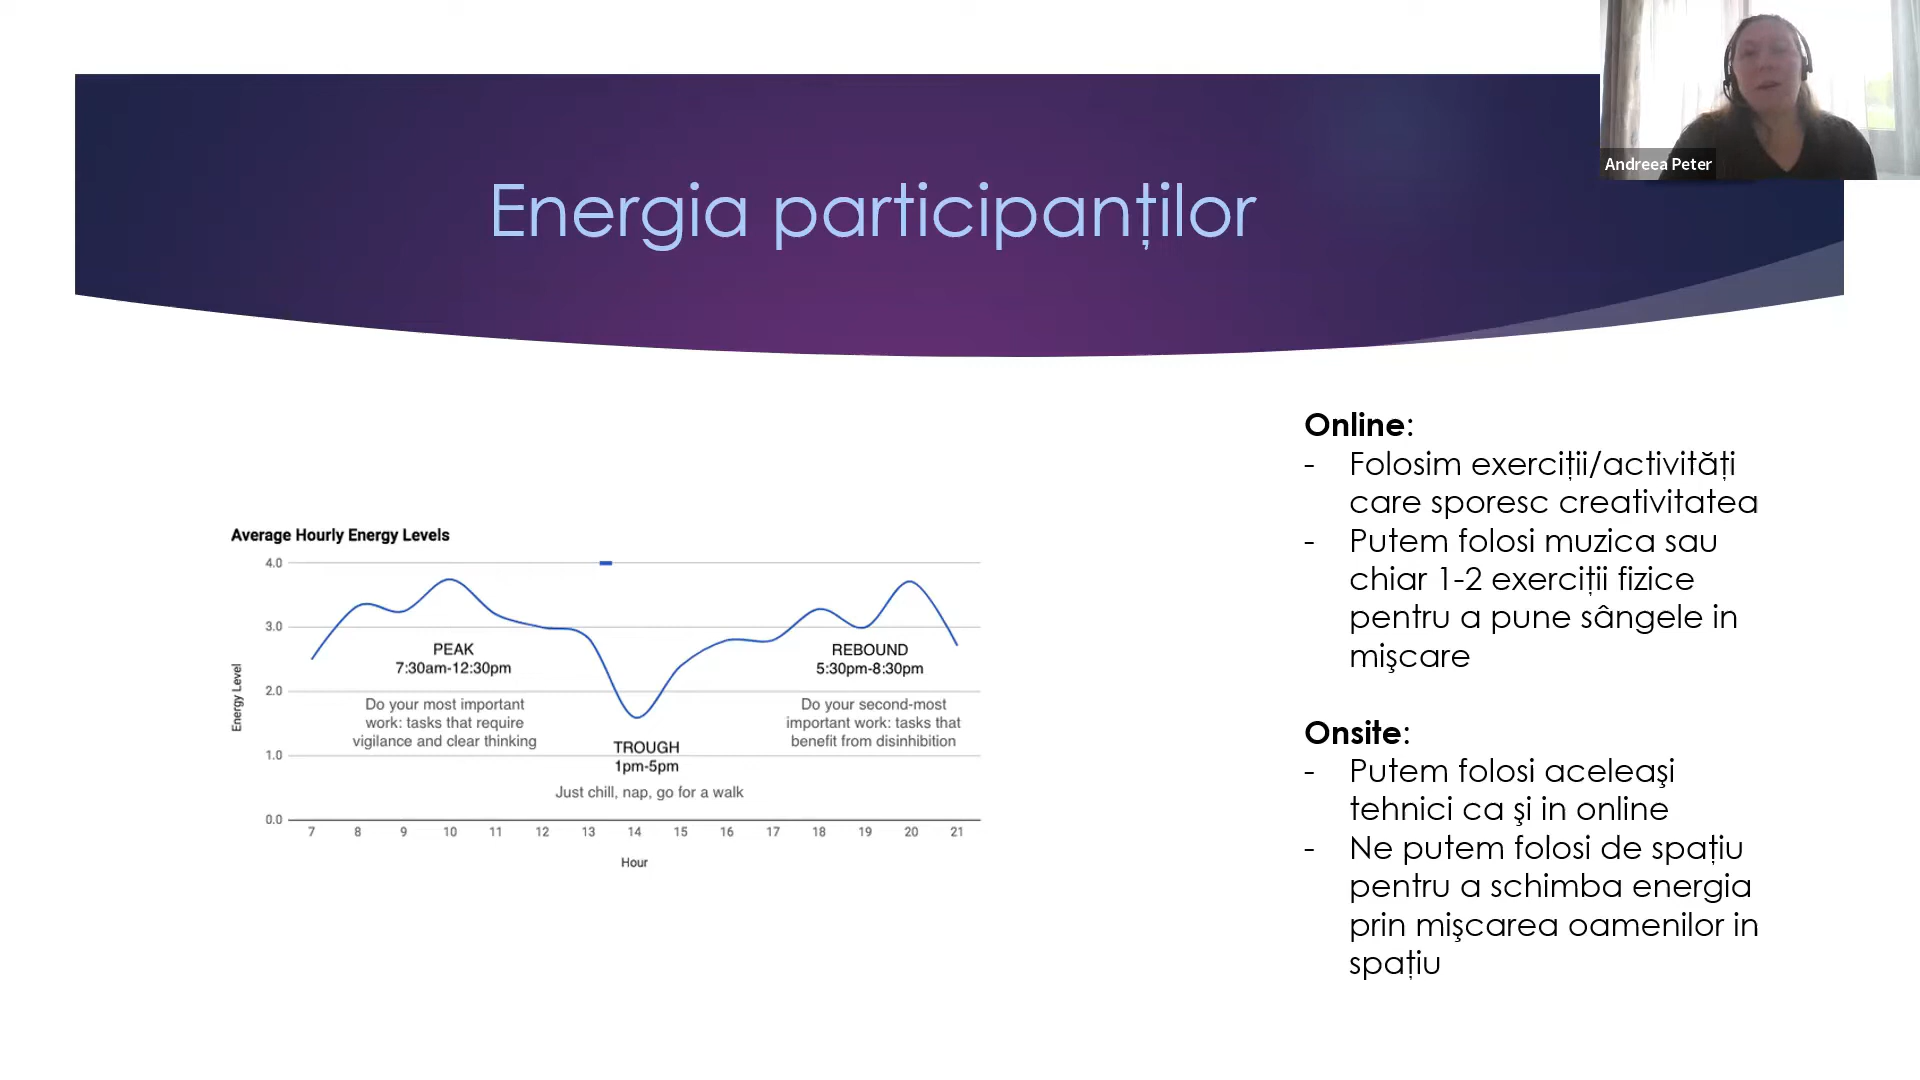 Andreea Peter
Energia participanților
Average Hourly Energy Levels
4.0
3.0
2.0
1.0
0.0
Energy Level
PEAK
7:30am-12:30pm
Do your most important
work: tasks that require
vigilance and clear thinking
TROUGH
1pm-5pm
Just chill, nap, go for a walk
REBOUND
5:30pm-8:30pm
Do your second-most
important work: tasks that
benefit from disinhibition
7 8 9 10 11 12 13 14 15 16 17 18 19 20 21
Hour
Online:
- Folosim exerciții/activități
care sporesc creativitatea
- Putem folosi muzica sau
chiar 1-2 exerciții fizice
pentru a pune sângele in
mişcare
Onsite:
- Putem folosi aceleaşi
tehnici ca şi in online
- Ne putem folosi de spațiu
pentru a schimba energia
prin mişcarea oamenilor in
spațiu